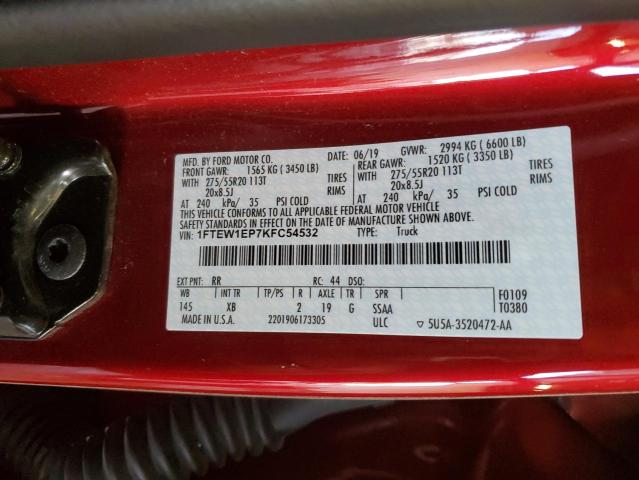 MFD. BY FORD MOTOR CO. DATE: 06/19 GVWR: 2994 KG ( 6600 LB)
FRONT GAWR: 1565 KG ( 3450 LB) REAR GAWR: 1520 KG ( 3350 LB)
WITH 275/55R20 113T TIRES WITH 275/55R20 113T TIRES
20x8.5J RIMS 20x8.5J RIMS
AT 240 kPa/ 35 PSI COLD AT 240 kPa/ 35 PSI COLD
THIS VEHICLE CONFORMS TO ALL APPLICABLE FEDERAL MOTOR VEHICLE
SAFETY STANDARDS IN EFFECT ON THE DATE OF MANUFACTURE SHOWN ABOVE.
VIN: 1FTEW1EP7KFC54532 TYPE: Truck
EXT PNT: RR RC: 44 DSO:
WB INT TR TP/PS R AXLE TR SPR F0109
145 XB 2 19 G SSAA T0380
MADE IN U.S.A. 2201906173305 ULC ▽ 5U5A-3520472-AA